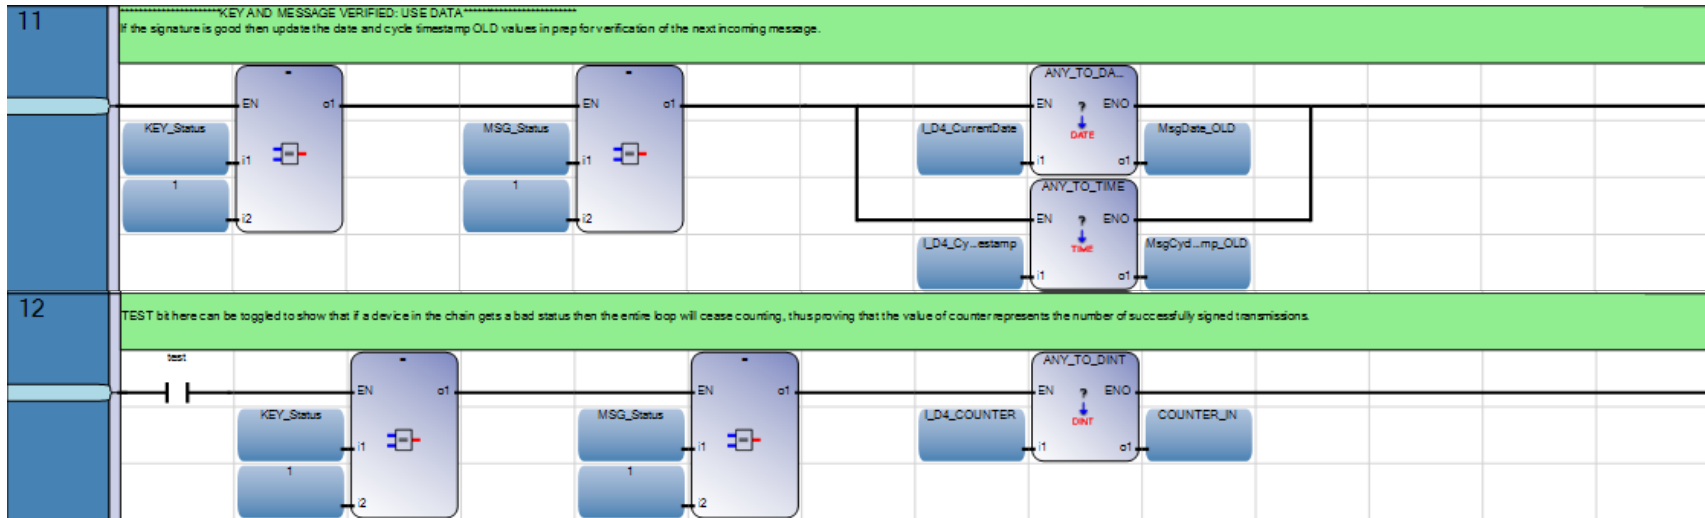 11
*********************KEY AND MESSAGE VERIFIED: USE DATA************************
If the signature is good then update the date and cycle timestamp OLD values in prep for verification of the next incoming message.
= = ANY_TO_DA...
EN o1 EN o1 EN ? ENO
KEY_Status MSG_Status I_D4_CurrentDate DATE MsgDate_OLD
i1 = i1 = i1 o1
1 1 ANY_TO_TIME
i2 i2 EN ? ENO
I_D4_Cy...estamp TIME MsgCycl...mp_OLD
i1 o1
12
TEST bit here can be toggled to show that if a device in the chain gets a bad status then the entire loop will cease counting, thus proving that the value of counter represents the number of successfully signed transmissions.
test = = ANY_TO_DINT
EN o1 EN o1 EN ? ENO
KEY_Status MSG_Status I_D4_COUNTER DINT COUNTER_IN
i1 = i1 = i1 o1
1 1
i2 i2